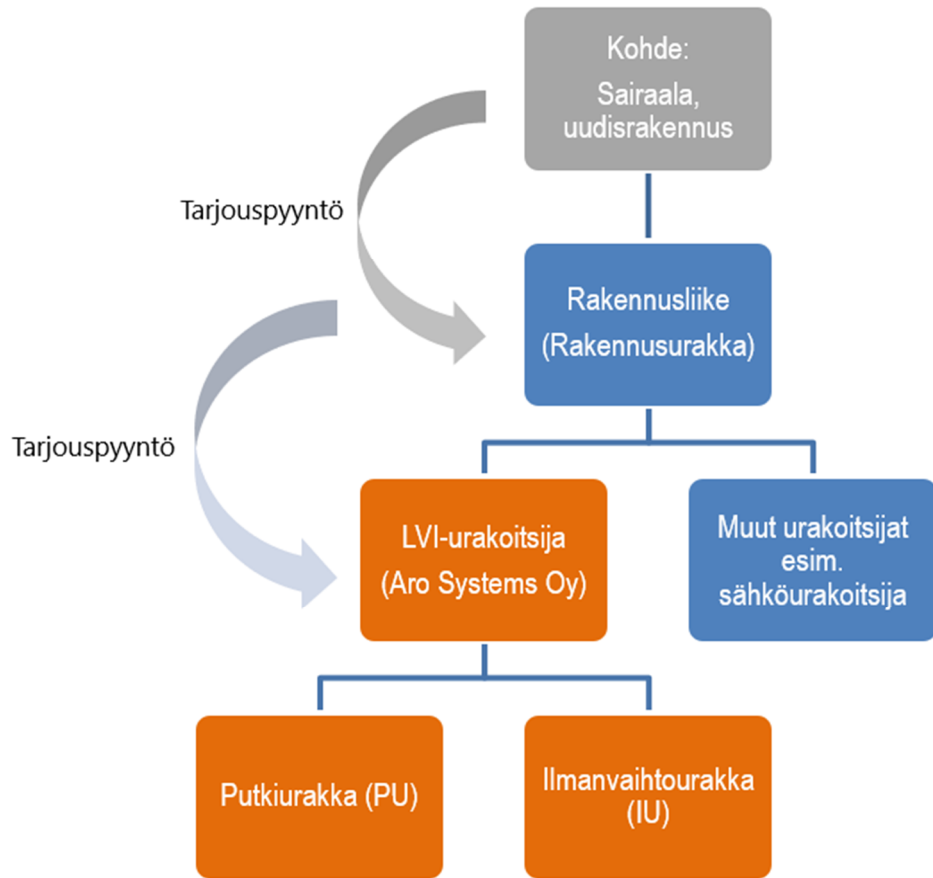 Kohde:
Sairaala,
uudisrakennus
Tarjouspyyntö
Rakennusliike
(Rakennusurakka)
Tarjouspyyntö
LVI-urakoitsija
(Aro Systems Oy)
Muut urakoitsijat
esim.
sähköurakoitsija
Putkiurakka (PU)
Ilmanvaihtourakka
(IU)